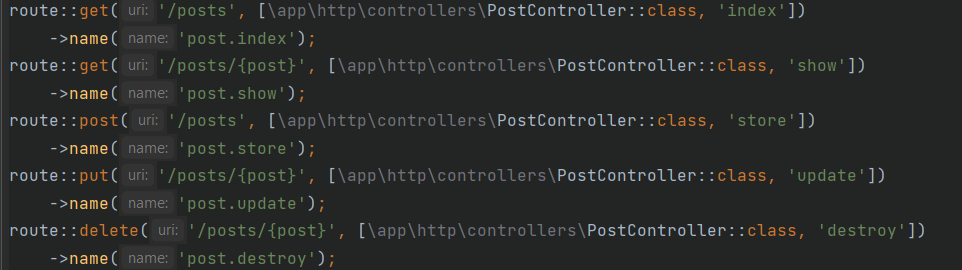 route::get( uri: '/posts', [\app\http\controllers\PostController::class, 'index'])
->name( name: 'post.index');
route::get( uri: '/posts/{post}', [\app\http\controllers\PostController::class, 'show'])
->name( name: 'post.show');
route::post( uri: '/posts', [\app\http\controllers\PostController::class, 'store'])
->name( name: 'post.store');
route::put( uri: '/posts/{post}', [\app\http\controllers\PostController::class, 'update'])
->name( name: 'post.update');
route::delete( uri: '/posts/{post}', [\app\http\controllers\PostController::class, 'destroy'])
->name( name: 'post.destroy');